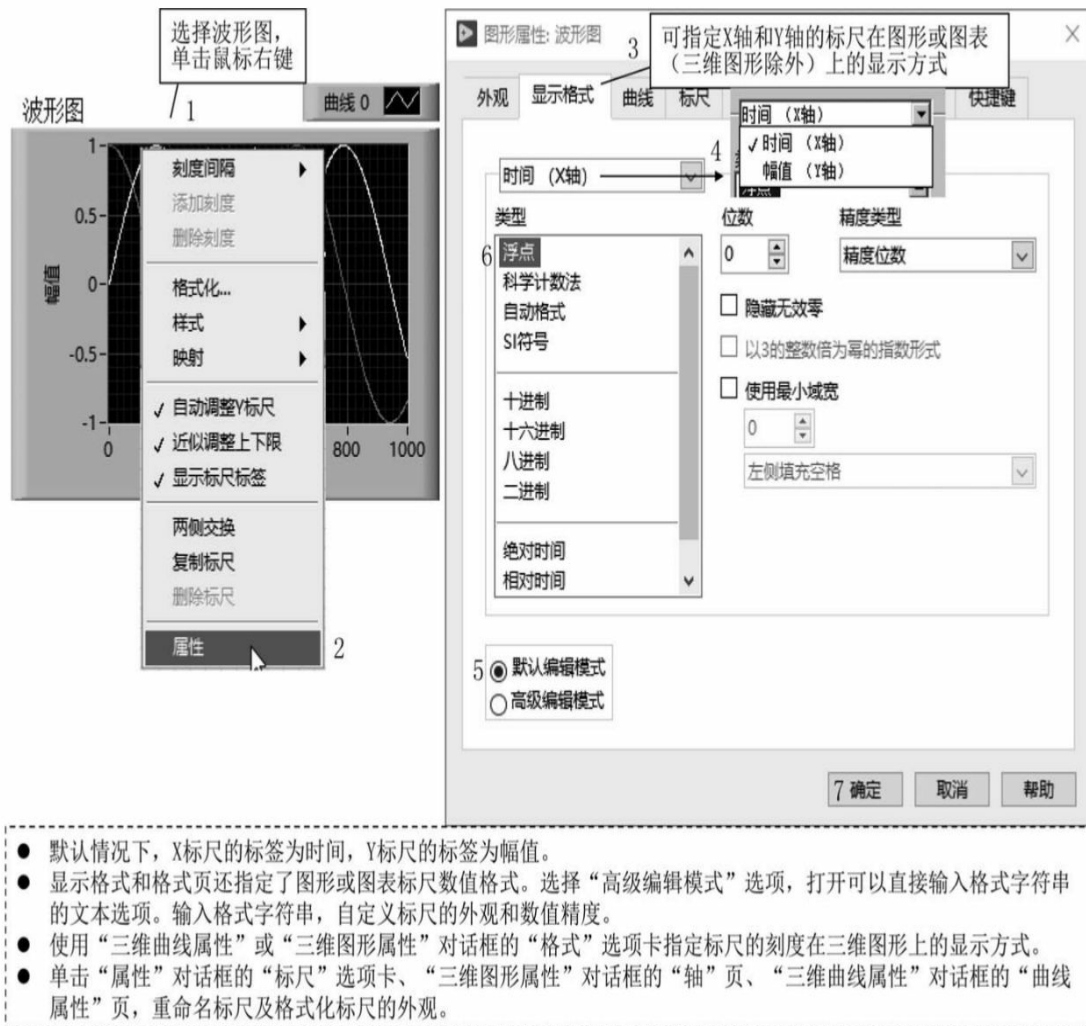 选择波形图，
单击鼠标右键
波形图
1
曲线 0
1
0.5
0
-0.5
-1
幅值
0
800
1000
刻度间隔
添加刻度
删除刻度
格式化...
样式
映射
✓ 自动调整Y标尺
✓ 近似调整上下限
✓ 显示标尺标签
两侧交换
复制标尺
删除标尺
属性
2
图形属性: 波形图
3
可指定X轴和Y轴的标尺在图形或图表
（三维图形除外）上的显示方式
外观
显示格式
曲线
标尺
快捷键
时间 (X轴)
4
时间 (X轴)
✓时间 (X轴)
幅值 (Y轴)
类型
6
浮点
科学计数法
自动格式
SI符号
十进制
十六进制
八进制
二进制
绝对时间
相对时间
位数
0
精度类型
精度位数
隐藏无效零
以3的整数倍为幂的指数形式
使用最小域宽
0
左侧填充空格
5
默认编辑模式
高级编辑模式
7 确定
取消
帮助
● 默认情况下，X标尺的标签为时间，Y标尺的标签为幅值。
● 显示格式和格式页还指定了图形或图表标尺数值格式。选择“高级编辑模式”选项，打开可以直接输入格式字符串
的文本选项。输入格式字符串，自定义标尺的外观和数值精度。
● 使用“三维曲线属性”或“三维图形属性”对话框的“格式”选项卡指定标尺的刻度在三维图形上的显示方式。
● 单击“属性”对话框的“标尺”选项卡、“三维图形属性”对话框的“轴”页、“三维曲线属性”对话框的“曲线
属性”页，重命名标尺及格式化标尺的外观。